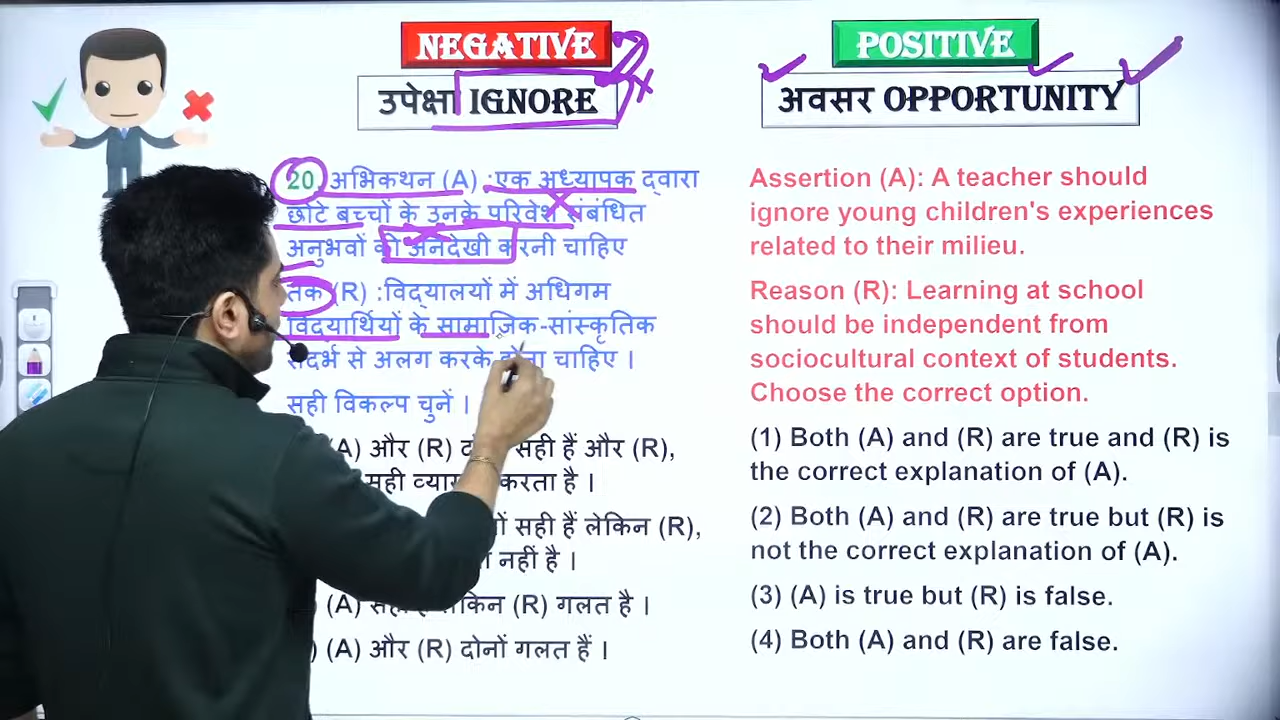 NEGATIVE
उपेक्षा IGNORE
POSITIVE
अवसर OPPORTUNITY
20 अभिकथन (A) :एक अध्यापक द्वारा
छोटे बच्चों के उनके परिवेश संबंधित
अनुभवों को अनदेखी करनी चाहिए
तर्क (R) :विद्यालयों में अधिगम
विद्यार्थियों के सामाजिक-सांस्कृतिक
संदर्भ से अलग करके होना चाहिए ।
सही विकल्प चुनें ।
(A) और (R) सही हैं और (R),
सही करता है ।
सही हैं लेकिन (R),
नहीं है ।
(A) लेकिन (R) गलत है ।
(A) और (R) दोनों गलत हैं ।
Assertion (A): A teacher should
ignore young children's experiences
related to their milieu.
Reason (R): Learning at school
should be independent from
sociocultural context of students.
Choose the correct option.
(1) Both (A) and (R) are true and (R) is
the correct explanation of (A).
(2) Both (A) and (R) are true but (R) is
not the correct explanation of (A).
(3) (A) is true but (R) is false.
(4) Both (A) and (R) are false.